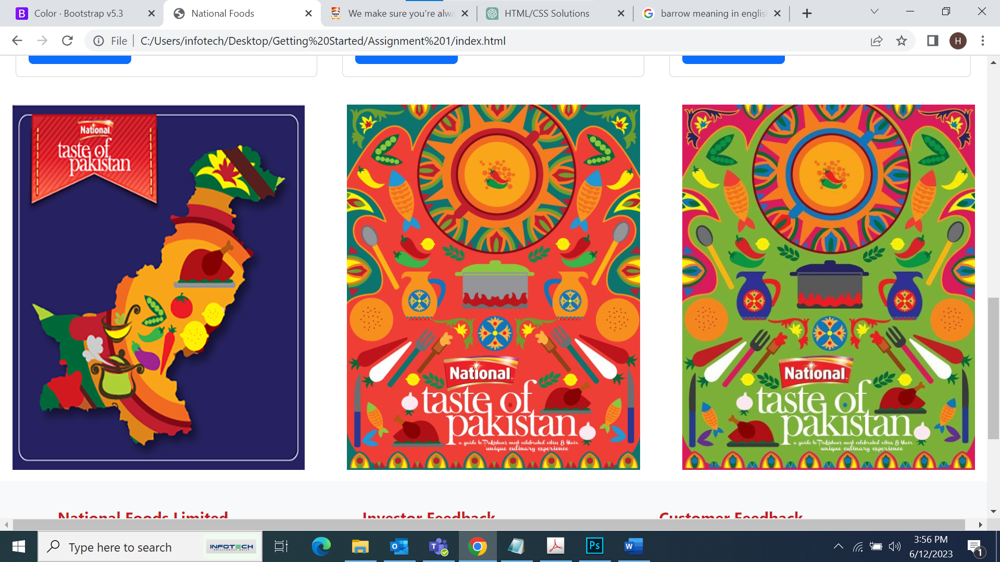 Color · Bootstrap v5.3
National Foods
We make sure you're alwa
HTML/CSS Solutions
barrow meaning in englis
File
C:/Users/infotech/Desktop/Getting%20Started/Assignment%201/index.html
H
National
taste of
pakistan
National
taste of
pakistan
a guide to Pakistan's most celebrated cities & their
unique culinary experience
National
taste of
pakistan
a guide to Pakistan's most celebrated cities & their
unique culinary experience
National Foods Limited
Investor Feedback
Customer Feedback
Type here to search
INFOTECH
BRILLIANTLY BUILT
3:56 PM
6/12/2023
1